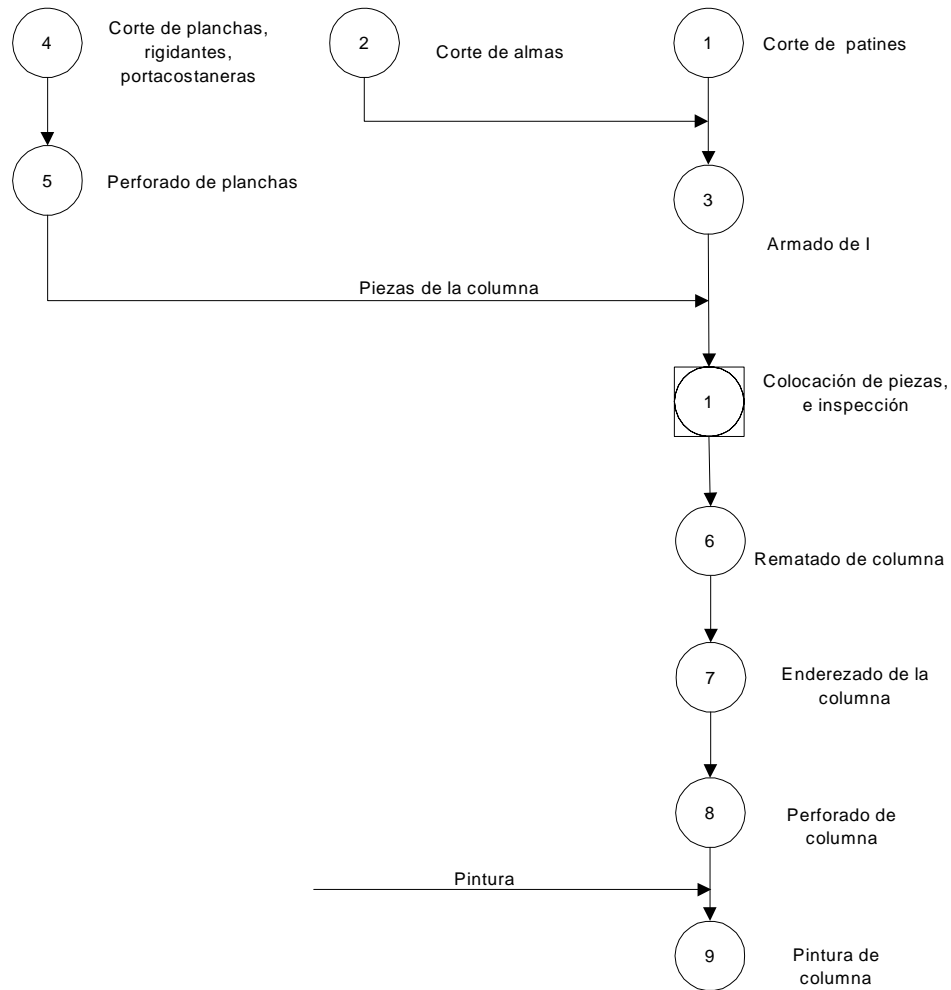 4
Corte de planchas,
rigidantes,
portacostaneras
2
Corte de almas
1
Corte de patines
5
Perforado de planchas
3
Armado de I
Piezas de la columna
1
Colocación de piezas,
e inspección
6
Rematado de columna
7
Enderezado de la
columna
8
Perforado de
columna
Pintura
9
Pintura de
columna